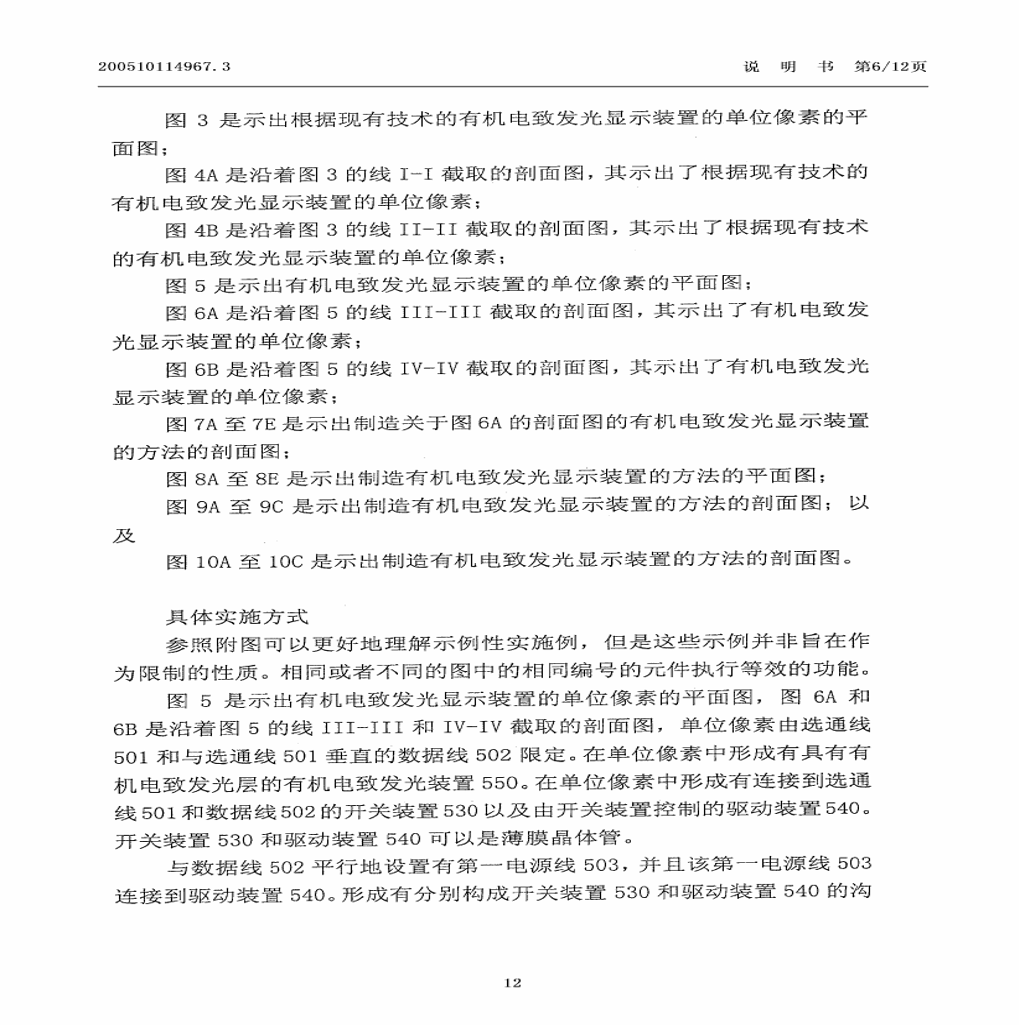 200510114967.3 说 明 书 第6/12页
图 3 是示出根据现有技术的有机电致发光显示装置的单位像素的平
面图；
图 4A 是沿着图 3 的线 I-I 截取的剖面图，其示出了根据现有技术的
有机电致发光显示装置的单位像素；
图 4B 是沿着图 3 的线 II-II 截取的剖面图，其示出了根据现有技术
的有机电致发光显示装置的单位像素；
图 5 是示出有机电致发光显示装置的单位像素的平面图；
图 6A 是沿着图 5 的线 III-III 截取的剖面图，其示出了有机电致发
光显示装置的单位像素；
图 6B 是沿着图 5 的线 IV-IV 截取的剖面图，其示出了有机电致发光
显示装置的单位像素；
图 7A 至 7E 是示出制造关于图 6A 的剖面图的有机电致发光显示装置
的方法的剖面图；
图 8A 至 8E 是示出制造有机电致发光显示装置的方法的平面图；
图 9A 至 9C 是示出制造有机电致发光显示装置的方法的剖面图；以
及
图 10A 至 10C 是示出制造有机电致发光显示装置的方法的剖面图。
具体实施方式
参照附图可以更好地理解示例性实施例，但是这些示例并非旨在作
为限制的性质。相同或者不同的图中的相同编号的元件执行等效的功能。
图 5 是示出有机电致发光显示装置的单位像素的平面图，图 6A 和
6B 是沿着图 5 的线 III-III 和 IV-IV 截取的剖面图，单位像素由选通线
501 和与选通线 501 垂直的数据线 502 限定。在单位像素中形成有具有有
机电致发光层的有机电致发光装置 550。在单位像素中形成有连接到选通
线 501 和数据线 502 的开关装置 530 以及由开关装置控制的驱动装置 540。
开关装置 530 和驱动装置 540 可以是薄膜晶体管。
与数据线 502 平行地设置有第一电源线 503，并且该第一电源线 503
连接到驱动装置 540。形成有分别构成开关装置 530 和驱动装置 540 的沟
12